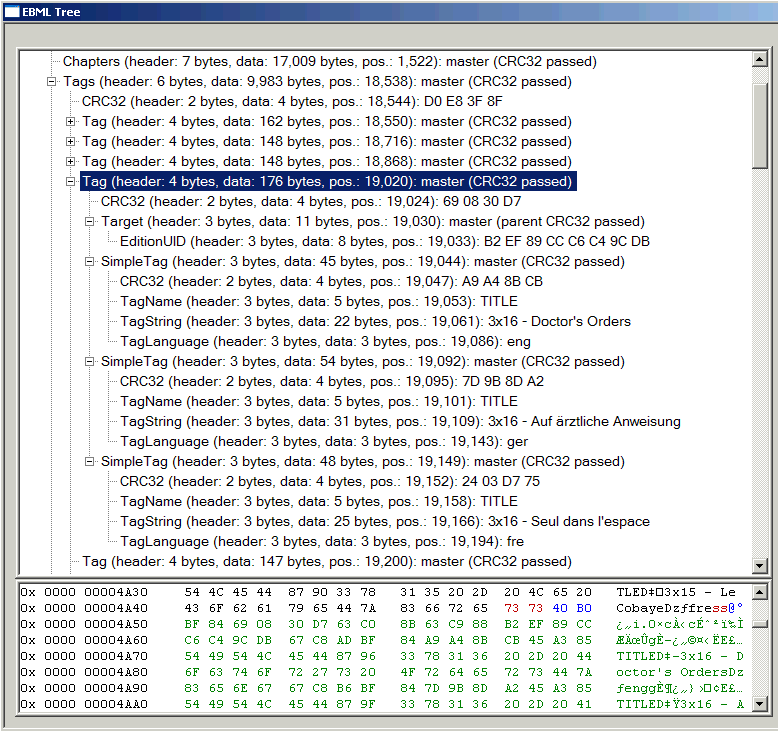 EBML Tree
Chapters (header: 7 bytes, data: 17,009 bytes, pos.: 1,522): master (CRC32 passed)
Tags (header: 6 bytes, data: 9,983 bytes, pos.: 18,538): master (CRC32 passed)
CRC32 (header: 2 bytes, data: 4 bytes, pos.: 18,544): D0 E8 3F 8F
Tag (header: 4 bytes, data: 162 bytes, pos.: 18,550): master (CRC32 passed)
Tag (header: 4 bytes, data: 148 bytes, pos.: 18,716): master (CRC32 passed)
Tag (header: 4 bytes, data: 148 bytes, pos.: 18,868): master (CRC32 passed)
Tag (header: 4 bytes, data: 176 bytes, pos.: 19,020): master (CRC32 passed)
CRC32 (header: 2 bytes, data: 4 bytes, pos.: 19,024): 69 08 30 D7
Target (header: 3 bytes, data: 11 bytes, pos.: 19,030): master (parent CRC32 passed)
EditionUID (header: 3 bytes, data: 8 bytes, pos.: 19,033): B2 EF 89 CC C6 C4 9C DB
SimpleTag (header: 3 bytes, data: 45 bytes, pos.: 19,044): master (CRC32 passed)
CRC32 (header: 2 bytes, data: 4 bytes, pos.: 19,047): A9 A4 8B CB
TagName (header: 3 bytes, data: 5 bytes, pos.: 19,053): TITLE
TagString (header: 3 bytes, data: 22 bytes, pos.: 19,061): 3x16 - Doctor's Orders
TagLanguage (header: 3 bytes, data: 3 bytes, pos.: 19,086): eng
SimpleTag (header: 3 bytes, data: 54 bytes, pos.: 19,092): master (CRC32 passed)
CRC32 (header: 2 bytes, data: 4 bytes, pos.: 19,095): 7D 9B 8D A2
TagName (header: 3 bytes, data: 5 bytes, pos.: 19,101): TITLE
TagString (header: 3 bytes, data: 31 bytes, pos.: 19,109): 3x16 - Auf ärztliche Anweisung
TagLanguage (header: 3 bytes, data: 3 bytes, pos.: 19,143): ger
SimpleTag (header: 3 bytes, data: 48 bytes, pos.: 19,149): master (CRC32 passed)
CRC32 (header: 2 bytes, data: 4 bytes, pos.: 19,152): 24 03 D7 75
TagName (header: 3 bytes, data: 5 bytes, pos.: 19,158): TITLE
TagString (header: 3 bytes, data: 25 bytes, pos.: 19,166): 3x16 - Seul dans l'espace
TagLanguage (header: 3 bytes, data: 3 bytes, pos.: 19,194): fre
Tag (header: 4 bytes, data: 147 bytes, pos.: 19,200): master (CRC32 passed)
0x 0000 00004A30 54 4C 45 44 87 90 33 78 31 35 20 2D 20 4C 65 20 TLED‡□3x15 - Le
0x 0000 00004A40 43 6F 62 61 79 65 44 7A 83 66 72 65 73 73 40 B0 CobayeDzƒfress@°
0x 0000 00004A50 BF 84 69 08 30 D7 63 C0 8B 63 C9 88 B2 EF 89 CC
0x 0000 00004A60 C6 C4 9C DB 67 C8 AD BF 84 A9 A4 8B CB 45 A3 85
0x 0000 00004A70 54 49 54 4C 45 44 87 96 33 78 31 36 20 2D 20 44 TITLED‡–3x16 - D
0x 0000 00004A80 6F 63 74 6F 72 27 73 20 4F 72 64 65 72 73 44 7A octor's OrdersDz
0x 0000 00004A90 83 65 6E 67 67 C8 B6 BF 84 7D 9B 8D A2 45 A3 85
0x 0000 00004AA0 54 49 54 4C 45 44 87 9F 33 78 31 36 20 2D 20 41 TITLED‡Ÿ3x16 - A